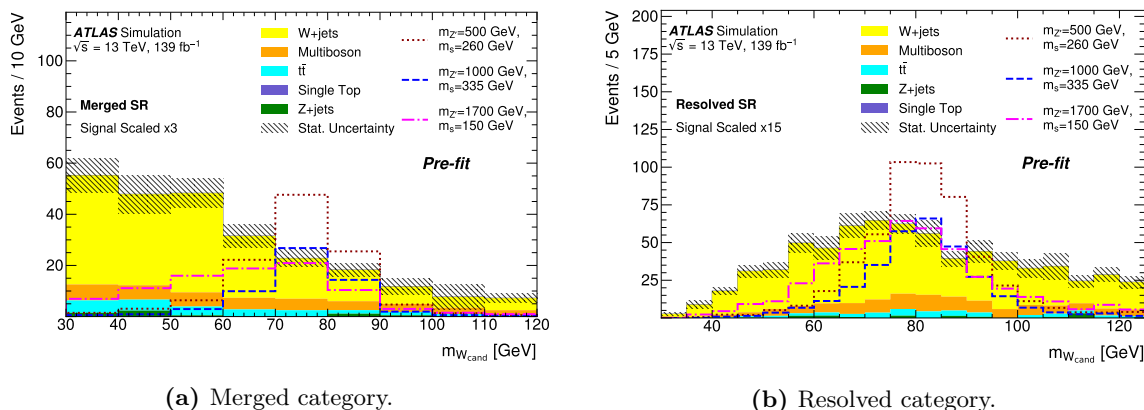 Events / 10 GeV
100
80
60
40
20
30 40 50 60 70 80 90 100 110 120
m_Wcand [GeV]
ATLAS Simulation
√s = 13 TeV, 139 fb⁻¹
Merged SR
Signal Scaled x3
W+jets
Multiboson
tt̄
Single Top
Z+jets
Stat. Uncertainty
m_Z'=500 GeV,
m_s=260 GeV
m_Z'=1000 GeV,
m_s=335 GeV
m_Z'=1700 GeV,
m_s=150 GeV
Pre-fit
(a) Merged category.
Events / 5 GeV
200
175
150
125
100
75
50
25
40 60 80 100 120
m_Wcand [GeV]
ATLAS Simulation
√s = 13 TeV, 139 fb⁻¹
Resolved SR
Signal Scaled x15
W+jets
Multiboson
tt̄
Z+jets
Single Top
Stat. Uncertainty
m_Z'=500 GeV,
m_s=260 GeV
m_Z'=1000 GeV,
m_s=335 GeV
m_Z'=1700 GeV,
m_s=150 GeV
Pre-fit
(b) Resolved category.